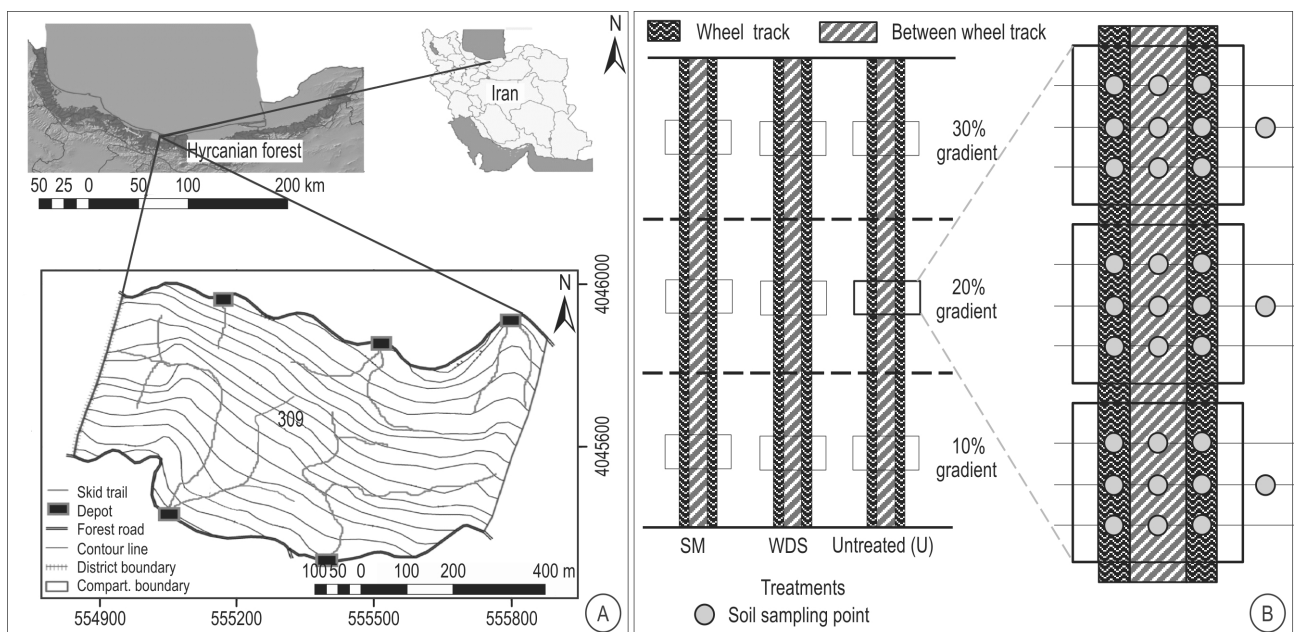 N
Iran
Hyrcanian forest
50 25 0 50 100 200 km
N
4046000
4045600
309
Skid trail
Depot
Forest road
Contour line
District boundary
Compart. boundary
100 50 0 100 200 400 m
554900 555200 555500 555800
A
Wheel track
Between wheel track
30%
gradient
20%
gradient
10%
gradient
SM WDS Untreated (U)
Treatments
Soil sampling point
B